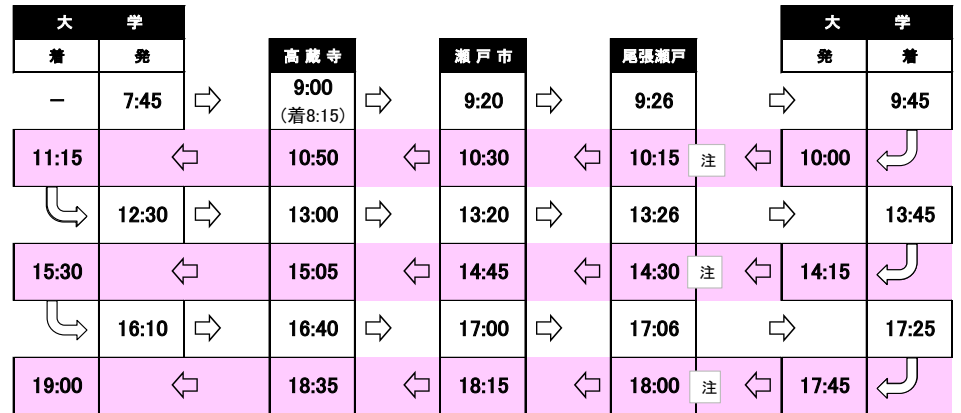 大 学 大 学
着 発 高蔵寺 瀬戸市 尾張瀬戸 発 着
－ 7:45 ⇨ 9:00 ⇨ 9:20 ⇨ 9:26 ⇨ 9:45
（着8:15）
11:15 ⇦ 10:50 ⇦ 10:30 ⇦ 10:15 注 ⇦ 10:00
12:30 ⇨ 13:00 ⇨ 13:20 ⇨ 13:26 ⇨ 13:45
15:30 ⇦ 15:05 ⇦ 14:45 ⇦ 14:30 注 ⇦ 14:15
16:10 ⇨ 16:40 ⇨ 17:00 ⇨ 17:06 ⇨ 17:25
19:00 ⇦ 18:35 ⇦ 18:15 ⇦ 18:00 注 ⇦ 17:45